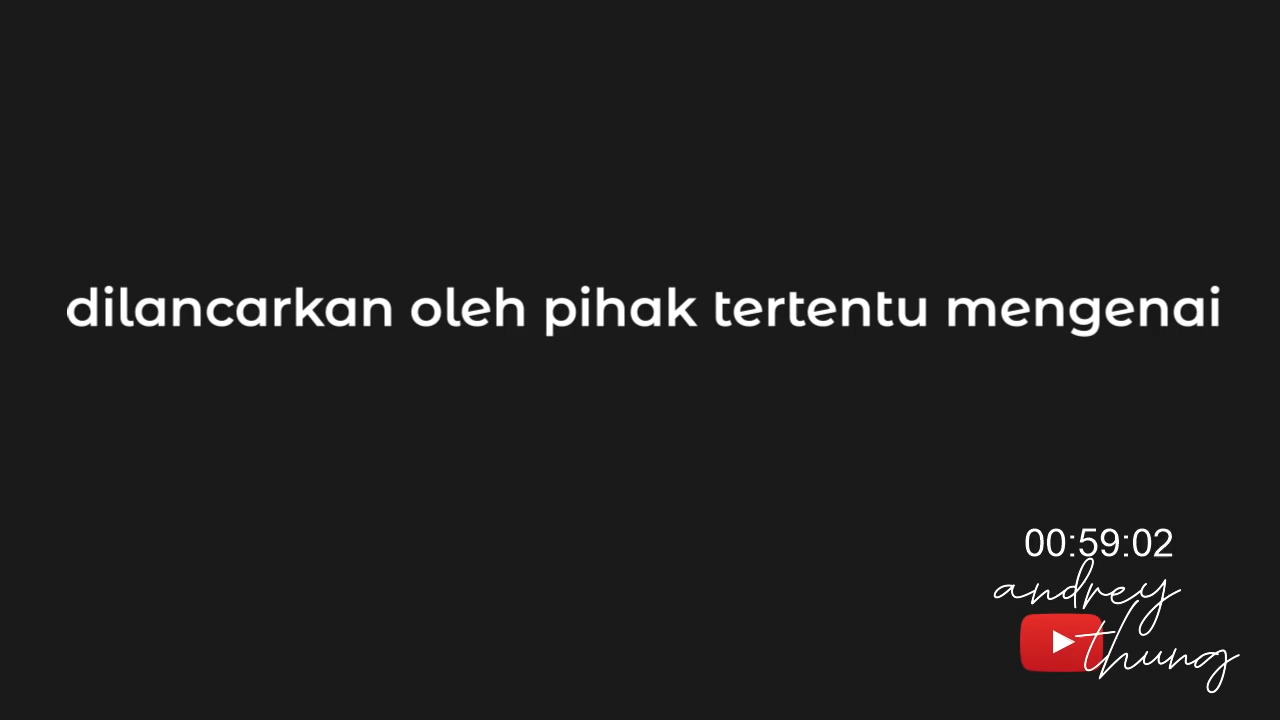 dilancarkan oleh pihak tertentu mengenai
00:59:02
andrey
thung